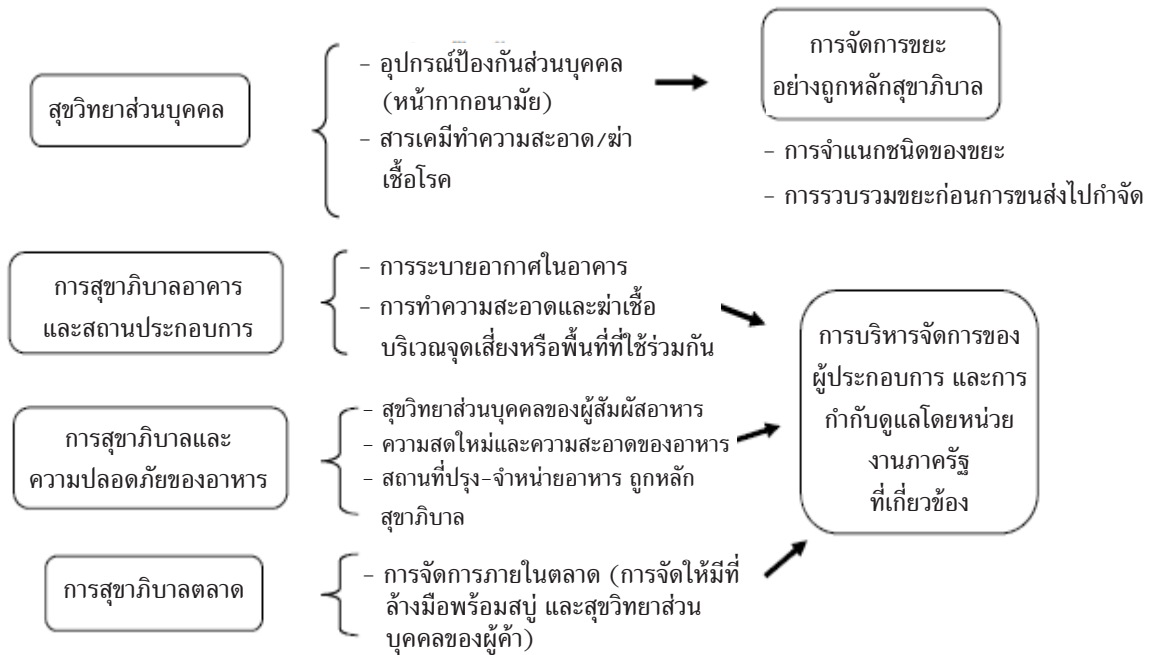 สุขวิทยาส่วนบุคคล
- อุปกรณ์ป้องกันส่วนบุคคล
(หน้ากากอนามัย)
- สารเคมีทำความสะอาด/ฆ่า
เชื้อโรค
การจัดการขยะ
อย่างถูกหลักสุขาภิบาล
- การจำแนกชนิดของขยะ
- การรวบรวมขยะก่อนการขนส่งไปกำจัด
การสุขาภิบาลอาคาร
และสถานประกอบการ
- การระบายอากาศในอาคาร
- การทำความสะอาดและฆ่าเชื้อ
บริเวณจุดเสี่ยงหรือพื้นที่ที่ใช้ร่วมกัน
การสุขาภิบาลและ
ความปลอดภัยของอาหาร
- สุขวิทยาส่วนบุคคลของผู้สัมผัสอาหาร
- ความสดใหม่และความสะอาดของอาหาร
- สถานที่ปรุง-จำหน่ายอาหาร ถูกหลัก
สุขาภิบาล
การสุขาภิบาลตลาด
- การจัดการภายในตลาด (การจัดให้มีที่
ล้างมือพร้อมสบู่ และสุขวิทยาส่วน
บุคคลของผู้ค้า)
การบริหารจัดการของ
ผู้ประกอบการ และการ
กำกับดูแลโดยหน่วย
งานภาครัฐ
ที่เกี่ยวข้อง